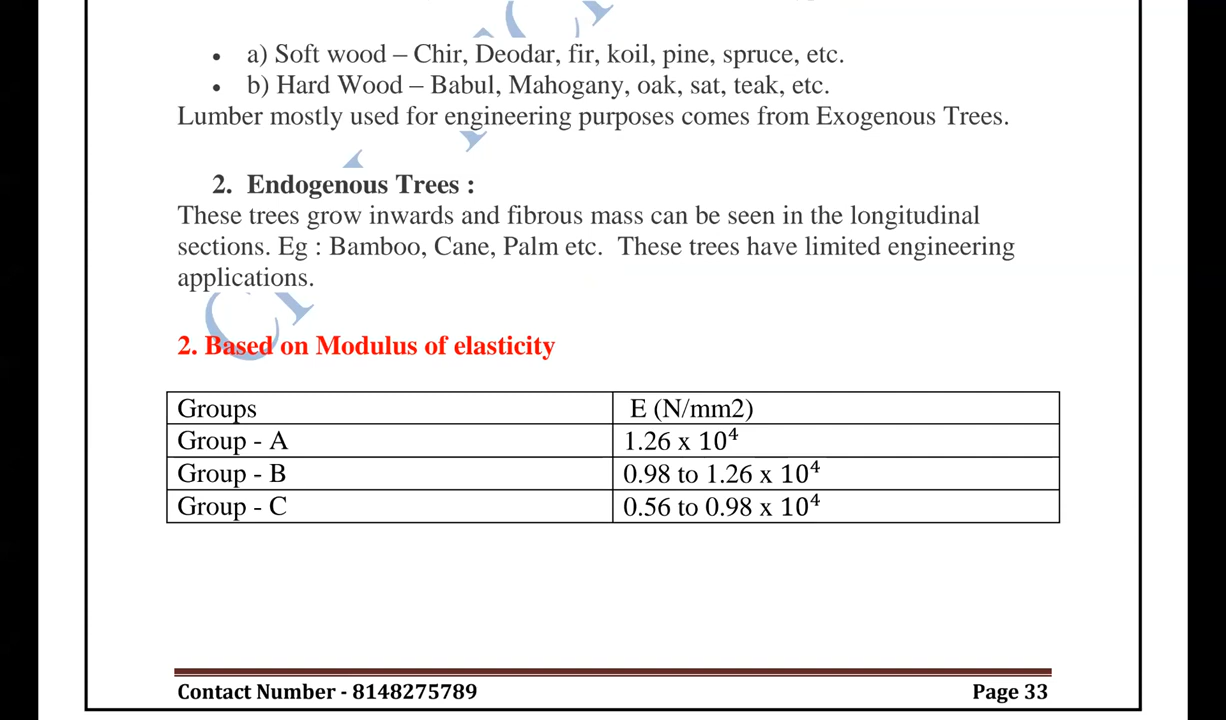 • a) Soft wood – Chir, Deodar, fir, koil, pine, spruce, etc.
• b) Hard Wood – Babul, Mahogany, oak, sat, teak, etc.
Lumber mostly used for engineering purposes comes from Exogenous Trees.
2. Endogenous Trees :
These trees grow inwards and fibrous mass can be seen in the longitudinal
sections. Eg : Bamboo, Cane, Palm etc. These trees have limited engineering
applications.
2. Based on Modulus of elasticity
Groups E (N/mm2)
Group - A 1.26 x 10⁴
Group - B 0.98 to 1.26 x 10⁴
Group - C 0.56 to 0.98 x 10⁴
Contact Number - 8148275789 Page 33